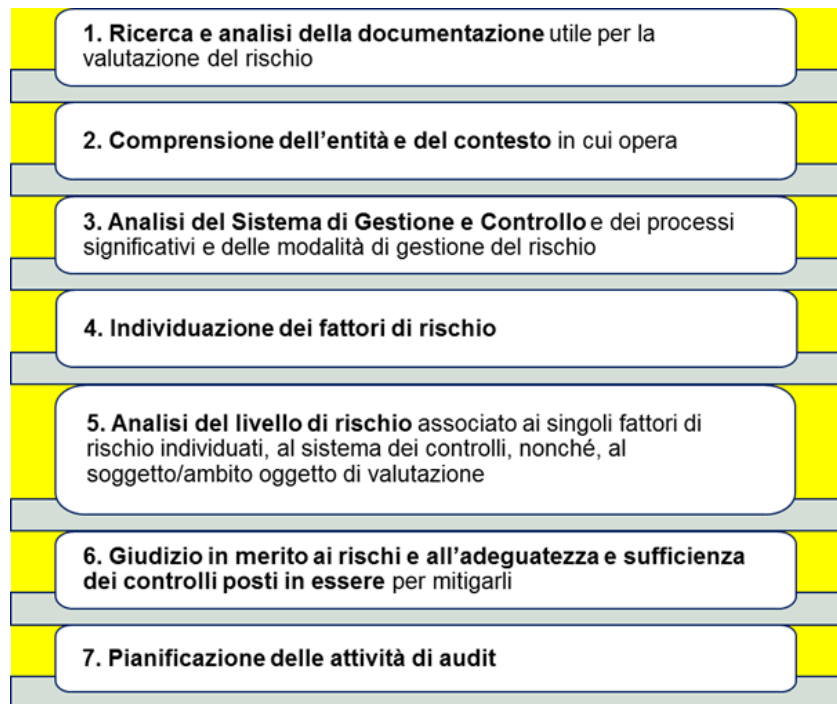 1. Ricerca e analisi della documentazione utile per la
valutazione del rischio
2. Comprensione dell'entità e del contesto in cui opera
3. Analisi del Sistema di Gestione e Controllo e dei processi
significativi e delle modalità di gestione del rischio
4. Individuazione dei fattori di rischio
5. Analisi del livello di rischio associato ai singoli fattori di
rischio individuati, al sistema dei controlli, nonché, al
soggetto/ambito oggetto di valutazione
6. Giudizio in merito ai rischi e all'adeguatezza e sufficienza
dei controlli posti in essere per mitigarli
7. Pianificazione delle attività di audit